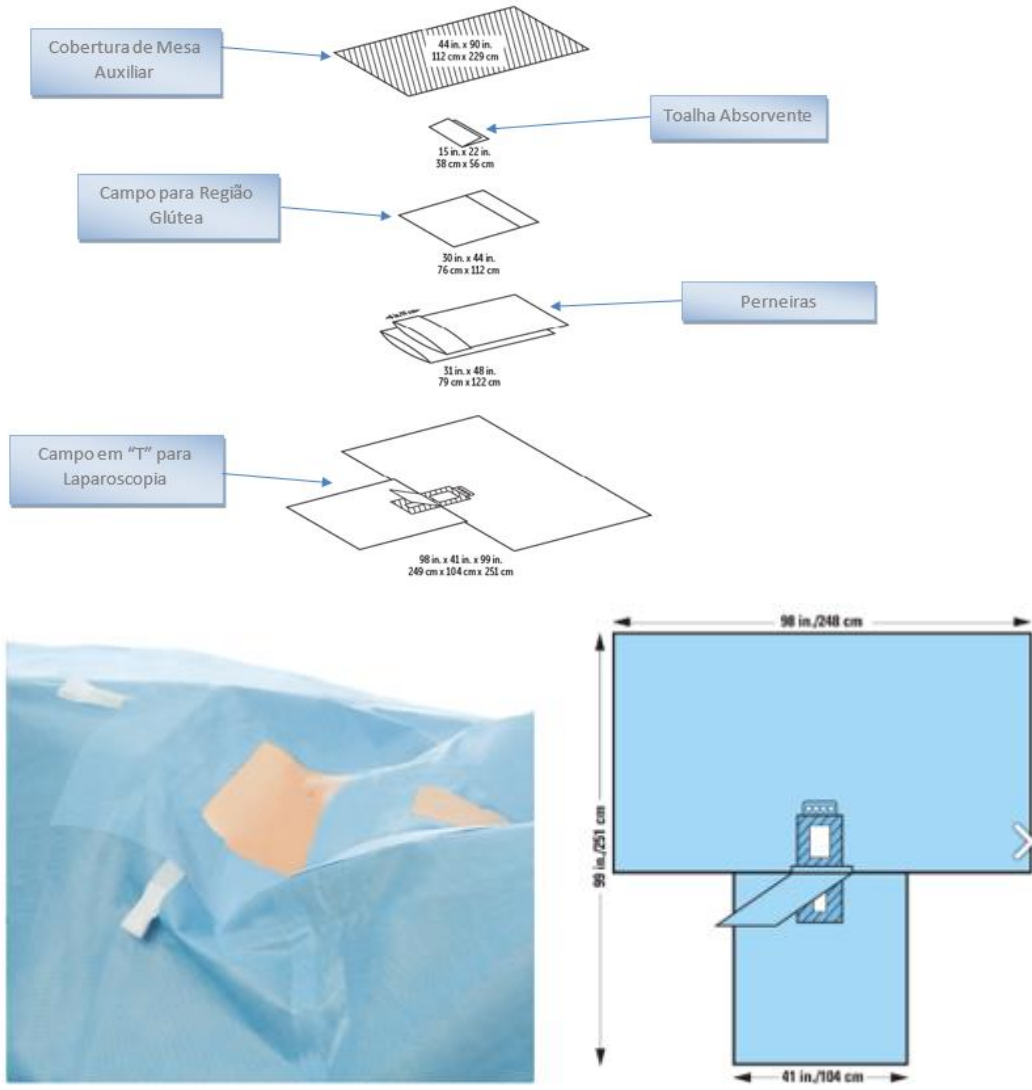 Cobertura de Mesa
Auxiliar
44 in. x 90 in.
112 cm x 229 cm
Toalha Absorvente
15 in. x 22 in.
38 cm x 56 cm
Campo para Região
Glútea
30 in. x 44 in.
76 cm x 112 cm
Perneiras
31 in. x 48 in.
79 cm x 122 cm
Campo em “T” para
Laparoscopia
98 in. x 41 in. x 99 in.
249 cm x 104 cm x 251 cm
98 in./248 cm
99 in./251 cm
41 in./104 cm